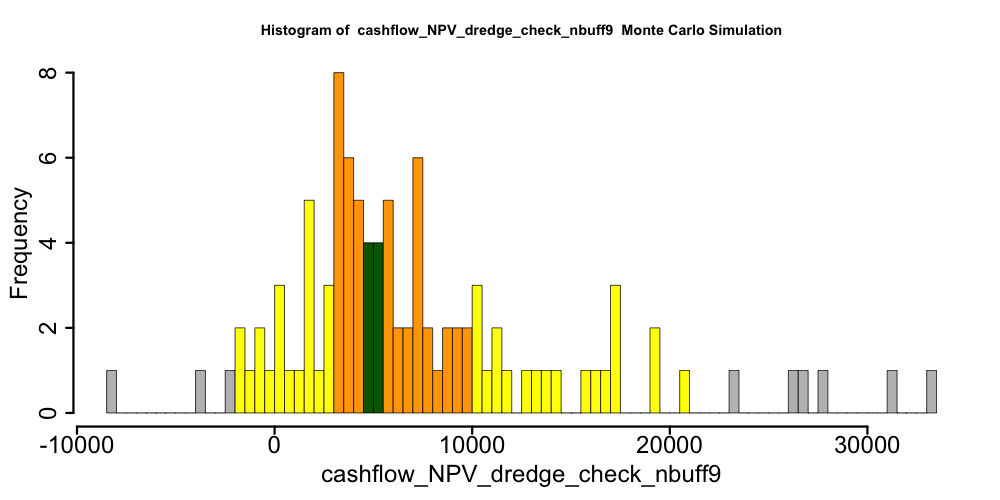 Histogram of  cashflow_NPV_dredge_check_nbuff9  Monte Carlo Simulation
8
6
4
2
0
Frequency
-10000 0 10000 20000 30000
cashflow_NPV_dredge_check_nbuff9